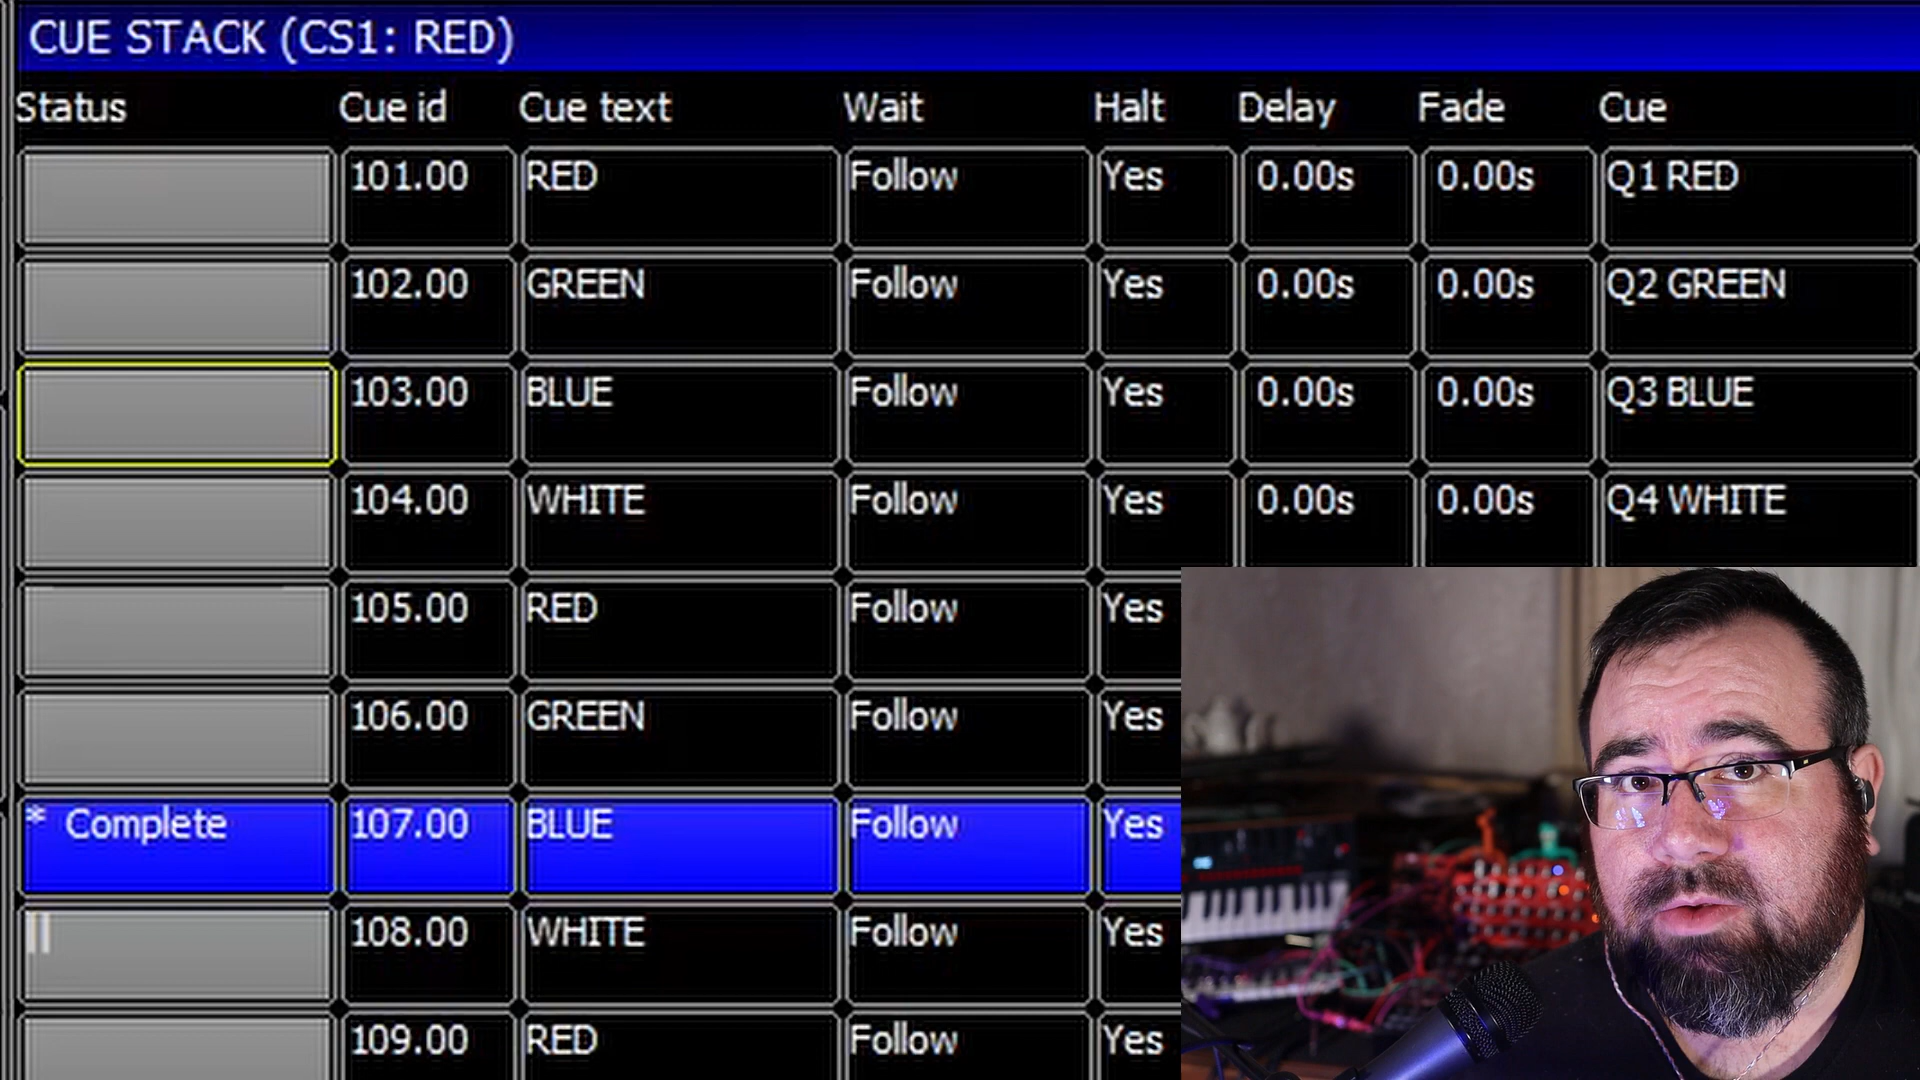 CUE STACK (CS1: RED)
Status Cue id Cue text Wait Halt Delay Fade Cue
101.00 RED Follow Yes 0.00s 0.00s Q1 RED
102.00 GREEN Follow Yes 0.00s 0.00s Q2 GREEN
103.00 BLUE Follow Yes 0.00s 0.00s Q3 BLUE
104.00 WHITE Follow Yes 0.00s 0.00s Q4 WHITE
105.00 RED Follow Yes
106.00 GREEN Follow Yes
* Complete 107.00 BLUE Follow Yes
108.00 WHITE Follow Yes
109.00 RED Follow Yes